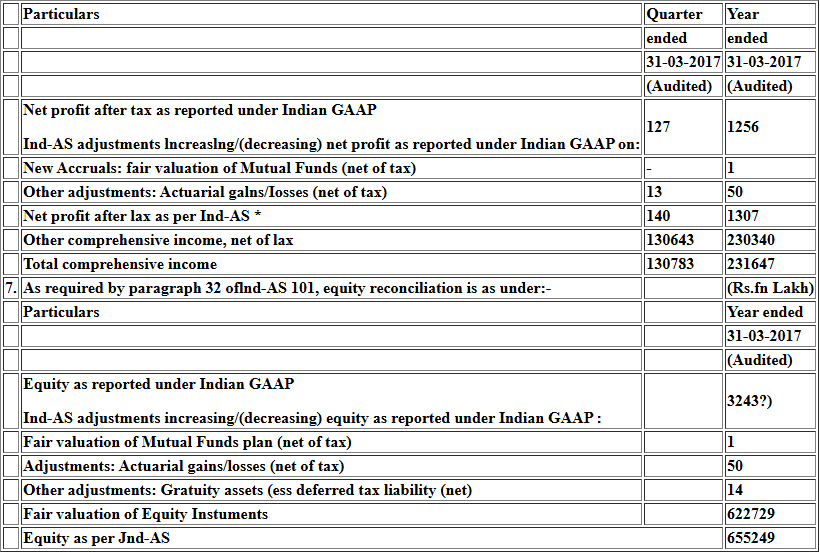 Particulars Quarter Year
ended ended
31-03-2017 31-03-2017
(Audited) (Audited)
Net profit after tax as reported under Indian GAAP
127 1256
Ind-AS adjustments lncreaslng/(decreasing) net profit as reported under Indian GAAP on:
New Accruals: fair valuation of Mutual Funds (net of tax) - 1
Other adjustments: Actuarial galns/Iosses (net of tax) 13 50
Net profit after lax as per Ind-AS * 140 1307
Other comprehensive income, net of lax 130643 230340
Total comprehensive income 130783 231647
7. As required by paragraph 32 oflnd-AS 101, equity reconciliation is as under:- (Rs.fn Lakh)
Particulars Year ended
31-03-2017
(Audited)
Equity as reported under Indian GAAP
3243?)
Ind-AS adjustments increasing/(decreasing) equity as reported under Indian GAAP :
Fair valuation of Mutual Funds plan (net of tax) 1
Adjustments: Actuarial gains/losses (net of tax) 50
Other adjustments: Gratuity assets (ess deferred tax liability (net) 14
Fair valuation of Equity Instuments 622729
Equity as per Jnd-AS 655249